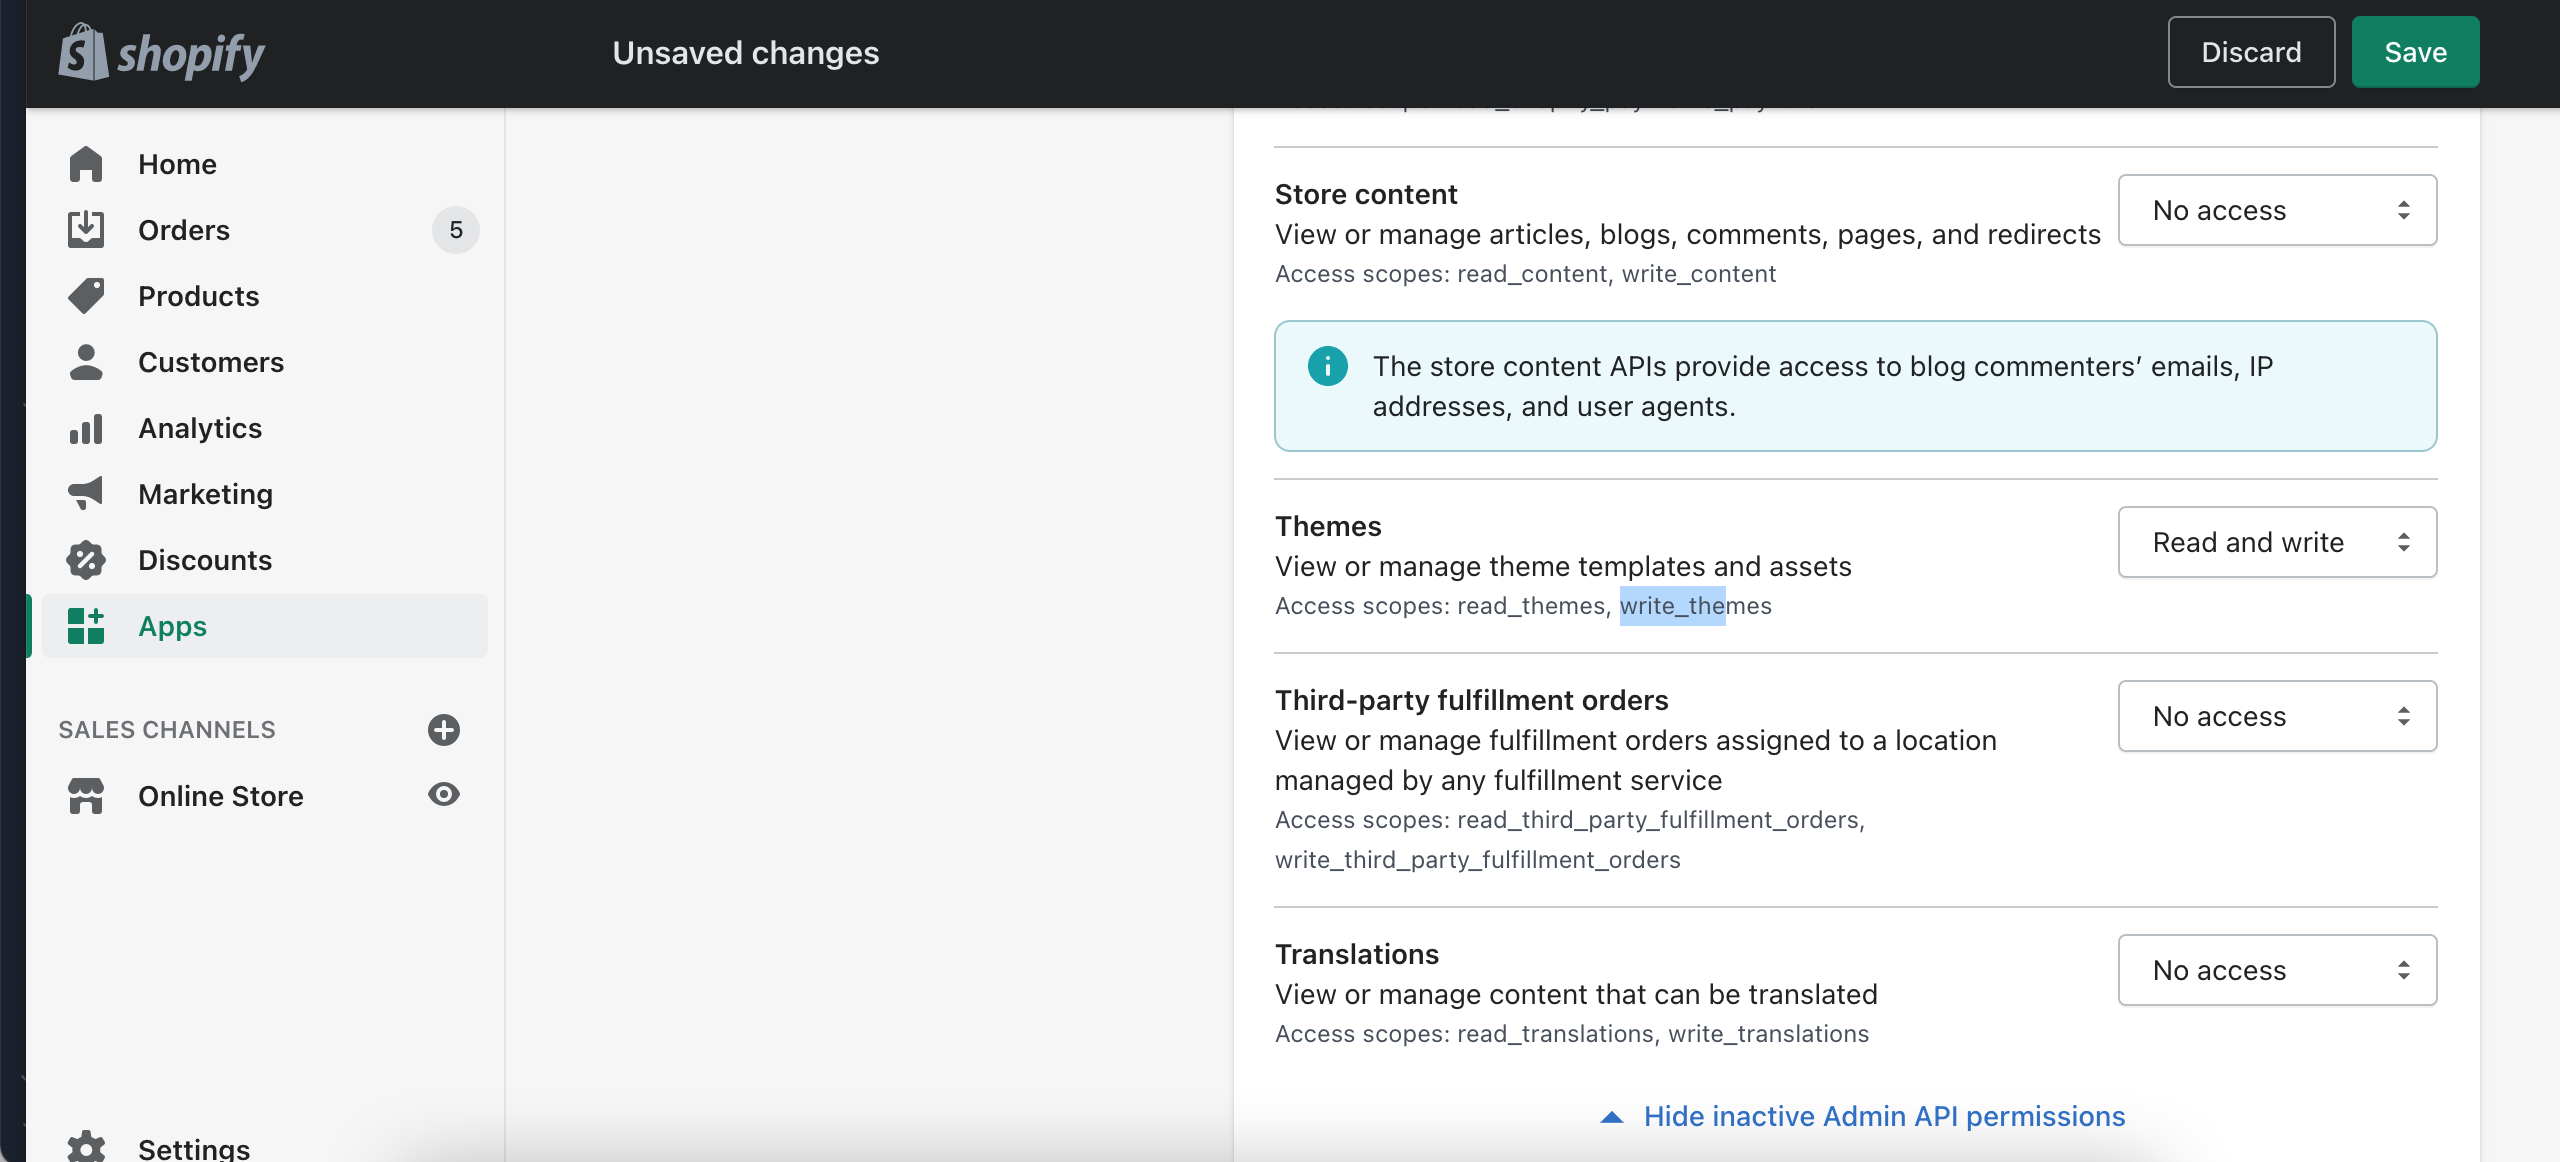 shopify
Unsaved changes
Discard
Save
Home
Orders
5
Products
Customers
Analytics
Marketing
Discounts
Apps
SALES CHANNELS
Online Store
Settings
Store content
No access
View or manage articles, blogs, comments, pages, and redirects
Access scopes: read_content, write_content
The store content APIs provide access to blog commenters’ emails, IP
addresses, and user agents.
Themes
Read and write
View or manage theme templates and assets
Access scopes: read_themes, write_themes
Third-party fulfillment orders
No access
View or manage fulfillment orders assigned to a location
managed by any fulfillment service
Access scopes: read_third_party_fulfillment_orders,
write_third_party_fulfillment_orders
Translations
No access
View or manage content that can be translated
Access scopes: read_translations, write_translations
Hide inactive Admin API permissions